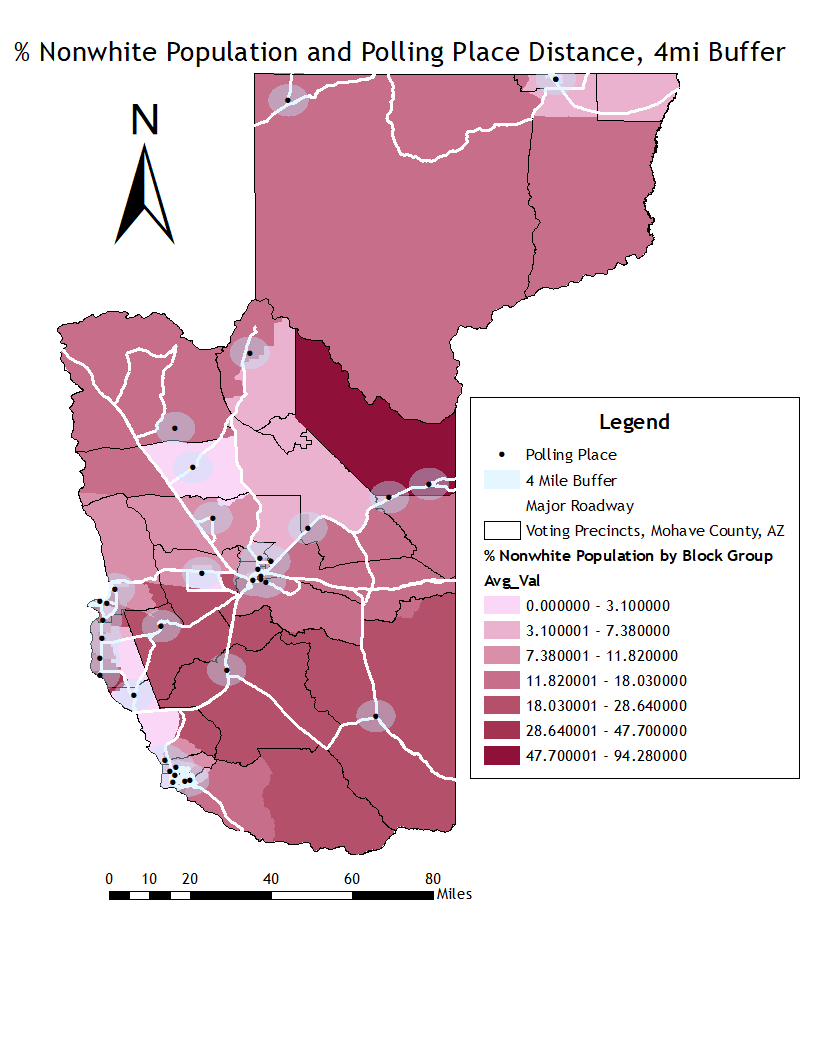 % Nonwhite Population and Polling Place Distance, 4mi Buffer
N
Legend
Polling Place
4 Mile Buffer
Major Roadway
Voting Precincts, Mohave County, AZ
% Nonwhite Population by Block Group
Avg_Val
0.000000 - 3.100000
3.100001 - 7.380000
7.380001 - 11.820000
11.820001 - 18.030000
18.030001 - 28.640000
28.640001 - 47.700000
47.700001 - 94.280000
0 10 20 40 60 80
Miles